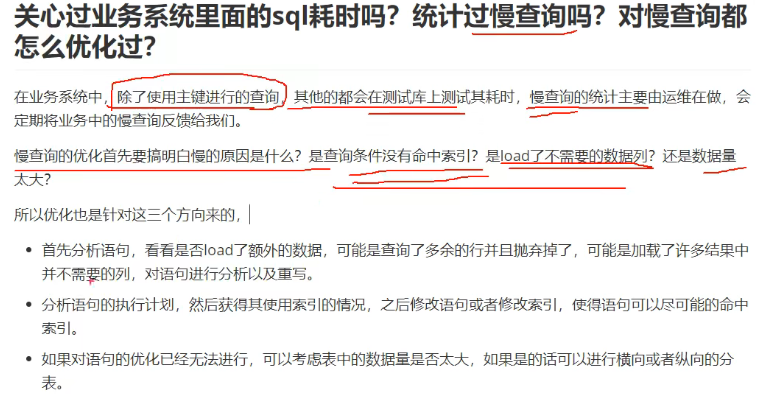 关心过业务系统里面的sql耗时吗？统计过慢查询吗？对慢查询都
怎么优化过？
在业务系统中，除了使用主键进行的查询，其他的都会在测试库上测试其耗时，慢查询的统计主要由运维在做，会
定期将业务中的慢查询反馈给我们。
慢查询的优化首先要搞明白慢的原因是什么？是查询条件没有命中索引？是load了不需要的数据列？还是数据量
太大？
所以优化也是针对这三个方向来的，
首先分析语句，看看是否load了额外的数据，可能是查询了多余的行并且抛弃掉了，可能是加载了许多结果中
并不需要的列，对语句进行分析以及重写。
分析语句的执行计划，然后获得其使用索引的情况，之后修改语句或者修改索引，使得语句可以尽可能的命中
索引。
如果对语句的优化已经无法进行，可以考虑表中的数据量是否太大，如果是的话可以进行横向或者纵向的分
表。